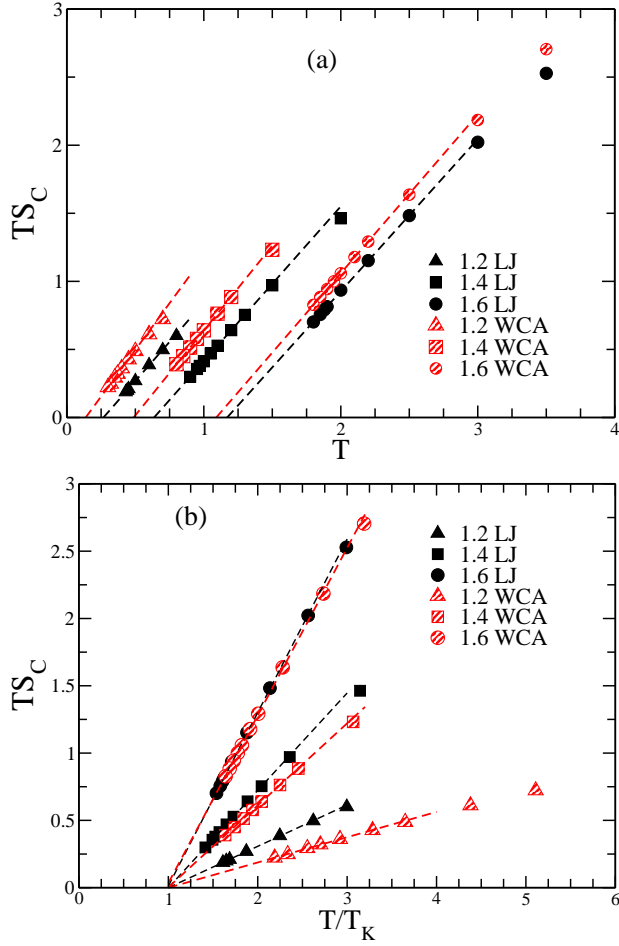 3
(a)
2
TS_C
1.2 LJ
1.4 LJ
1.6 LJ
1
1.2 WCA
1.4 WCA
1.6 WCA
0
0 1 2 3 4
T
3
(b)
1.2 LJ
2.5
1.4 LJ
1.6 LJ
2
1.2 WCA
1.4 WCA
TS_C
1.6 WCA
1.5
1
0.5
0
0 1 2 3 4 5 6
T/T_K